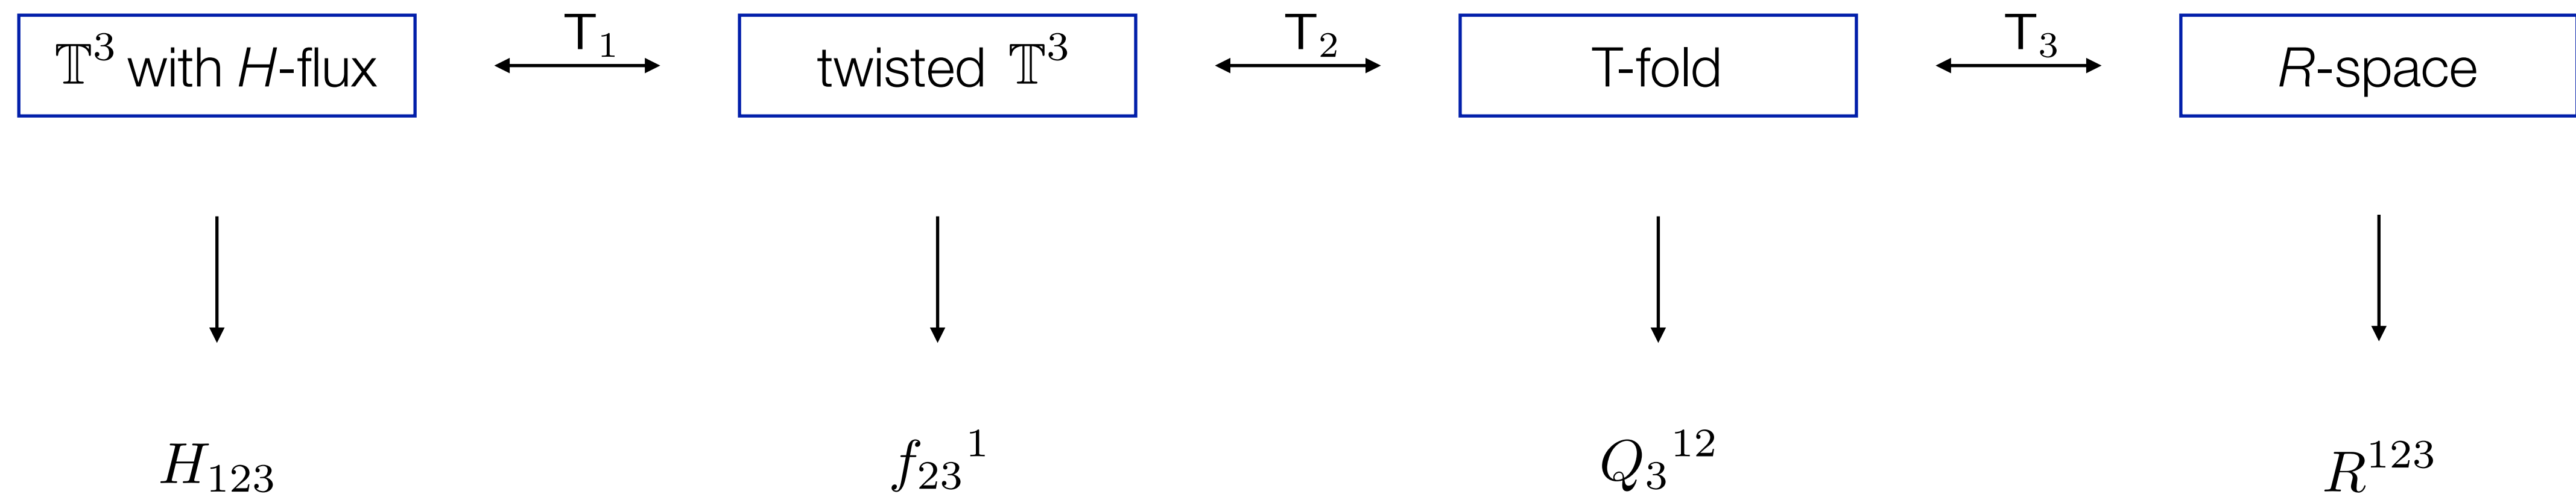 𝕋³ with H-flux T₁ twisted 𝕋³ T₂ T-fold T₃ R-space
H₁₂₃ f₂₃¹ Q₃¹² R¹²³